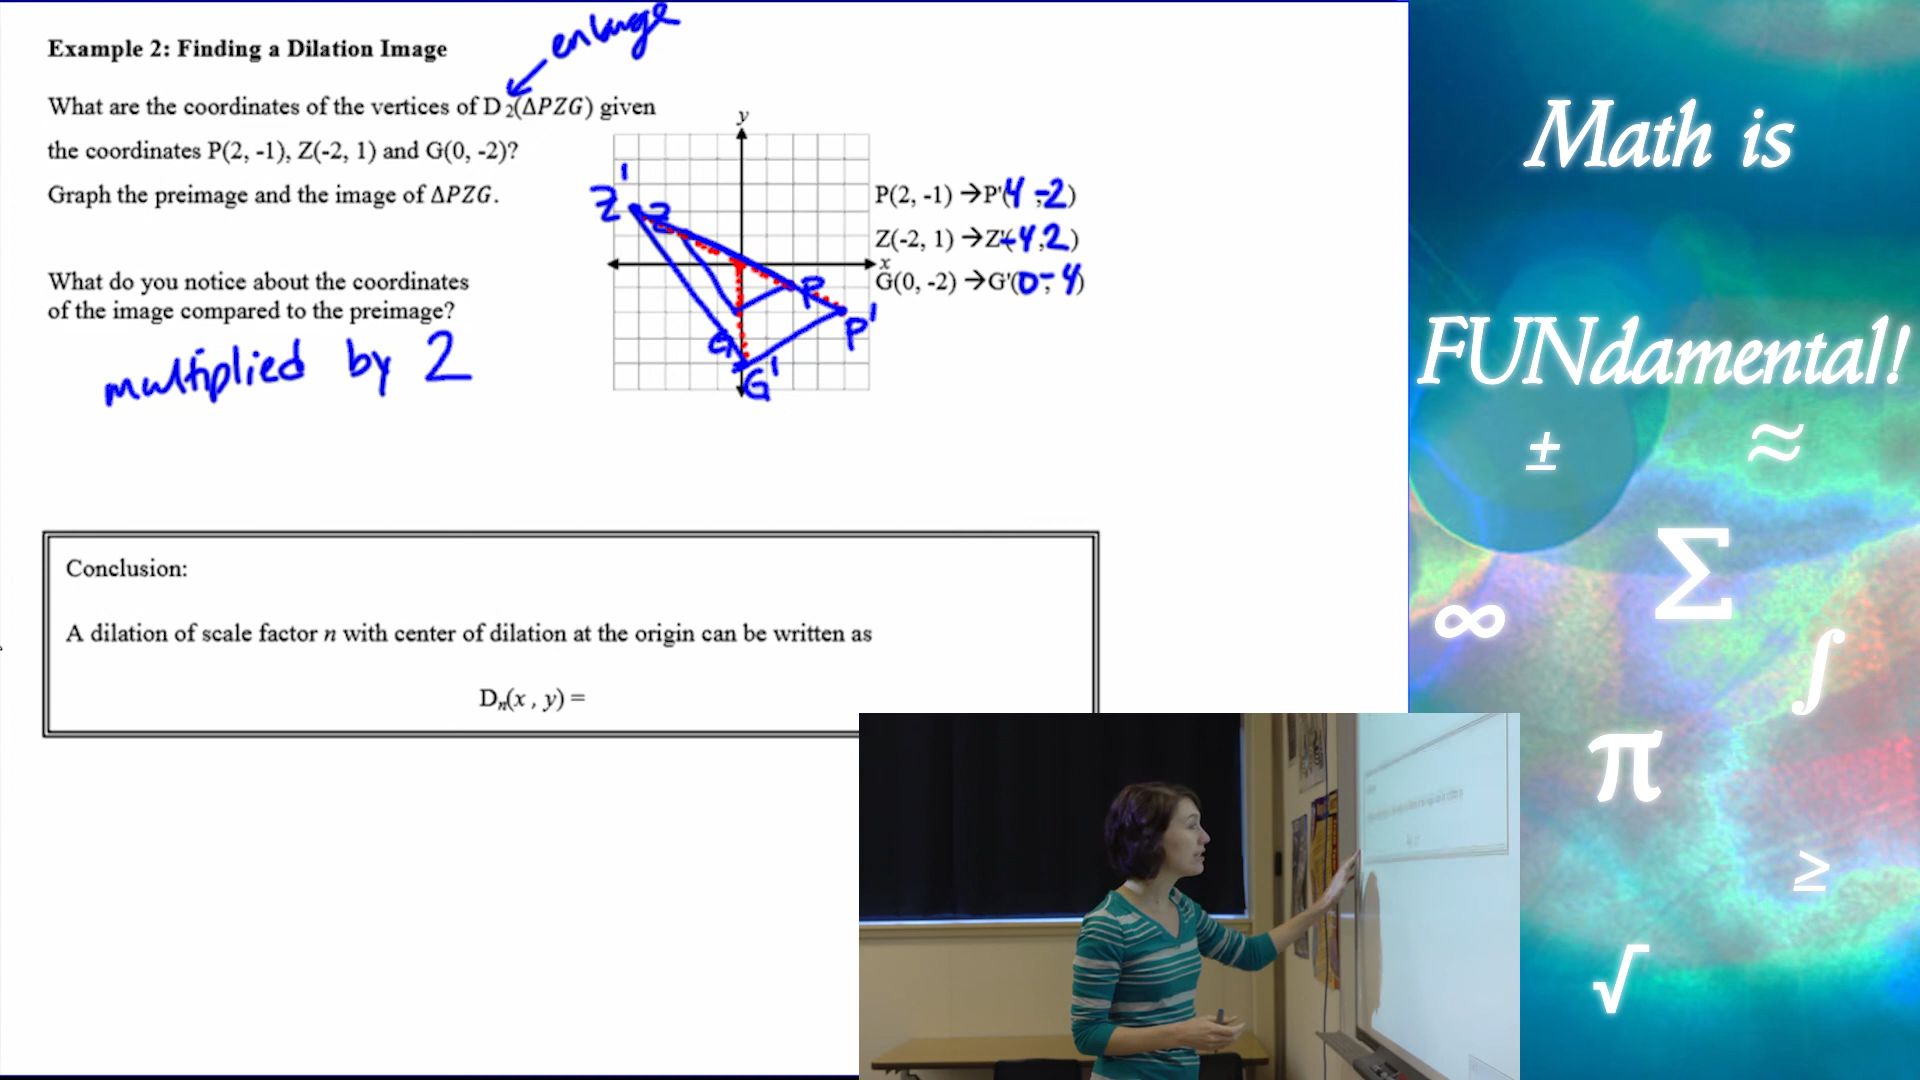 Example 2: Finding a Dilation Image
enlarge
What are the coordinates of the vertices of D₂(ΔPZG) given
the coordinates P(2, -1), Z(-2, 1) and G(0, -2)?
Graph the preimage and the image of ΔPZG.
y
x
Z'
Z
P
P'
G
G'
P(2, -1) →P'(4,-2)
Z(-2, 1) →Z'(-4,2)
G(0, -2) →G'(0,-4)
What do you notice about the coordinates
of the image compared to the preimage?
multiplied by 2
Conclusion:
A dilation of scale factor n with center of dilation at the origin can be written as
Dₙ(x , y) =
Math is
FUNdamental!
± ≈
Σ
∞
∫
π
≥
√